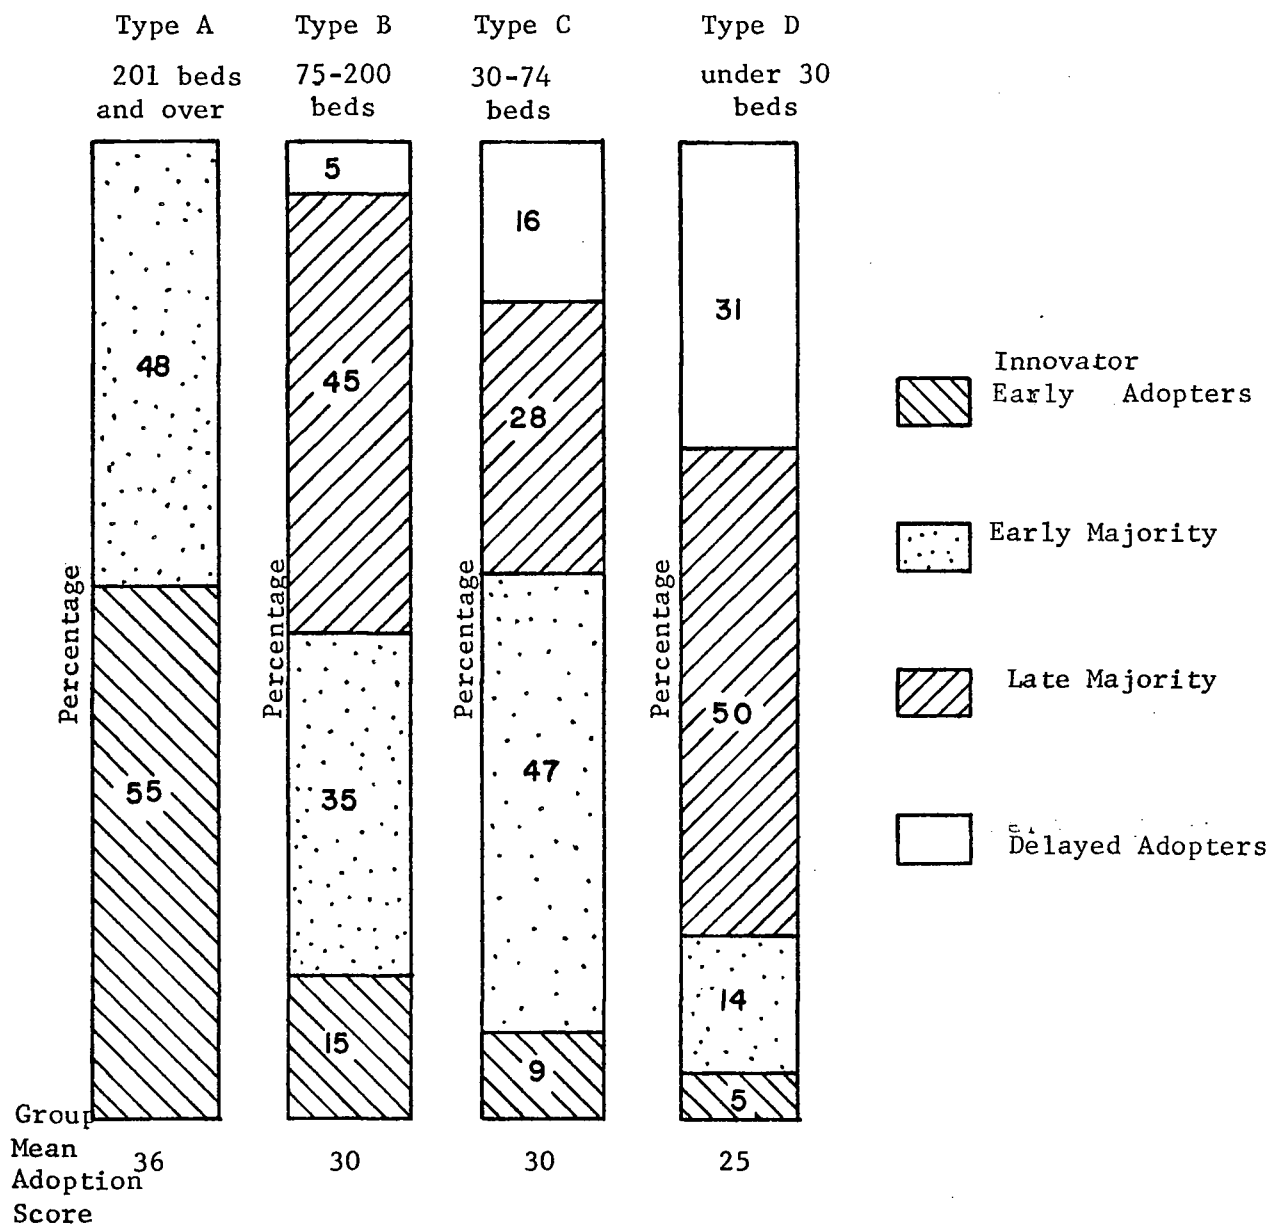 Type A
201 beds
and over
Type B
75-200
beds
Type C
30-74
beds
Type D
under 30
beds
Percentage
48
55
Percentage
5
45
35
15
Percentage
16
28
47
9
Percentage
31
50
14
5
Innovator
Early Adopters
Early Majority
Late Majority
Delayed Adopters
Group
Mean
Adoption
Score
36
30
30
25